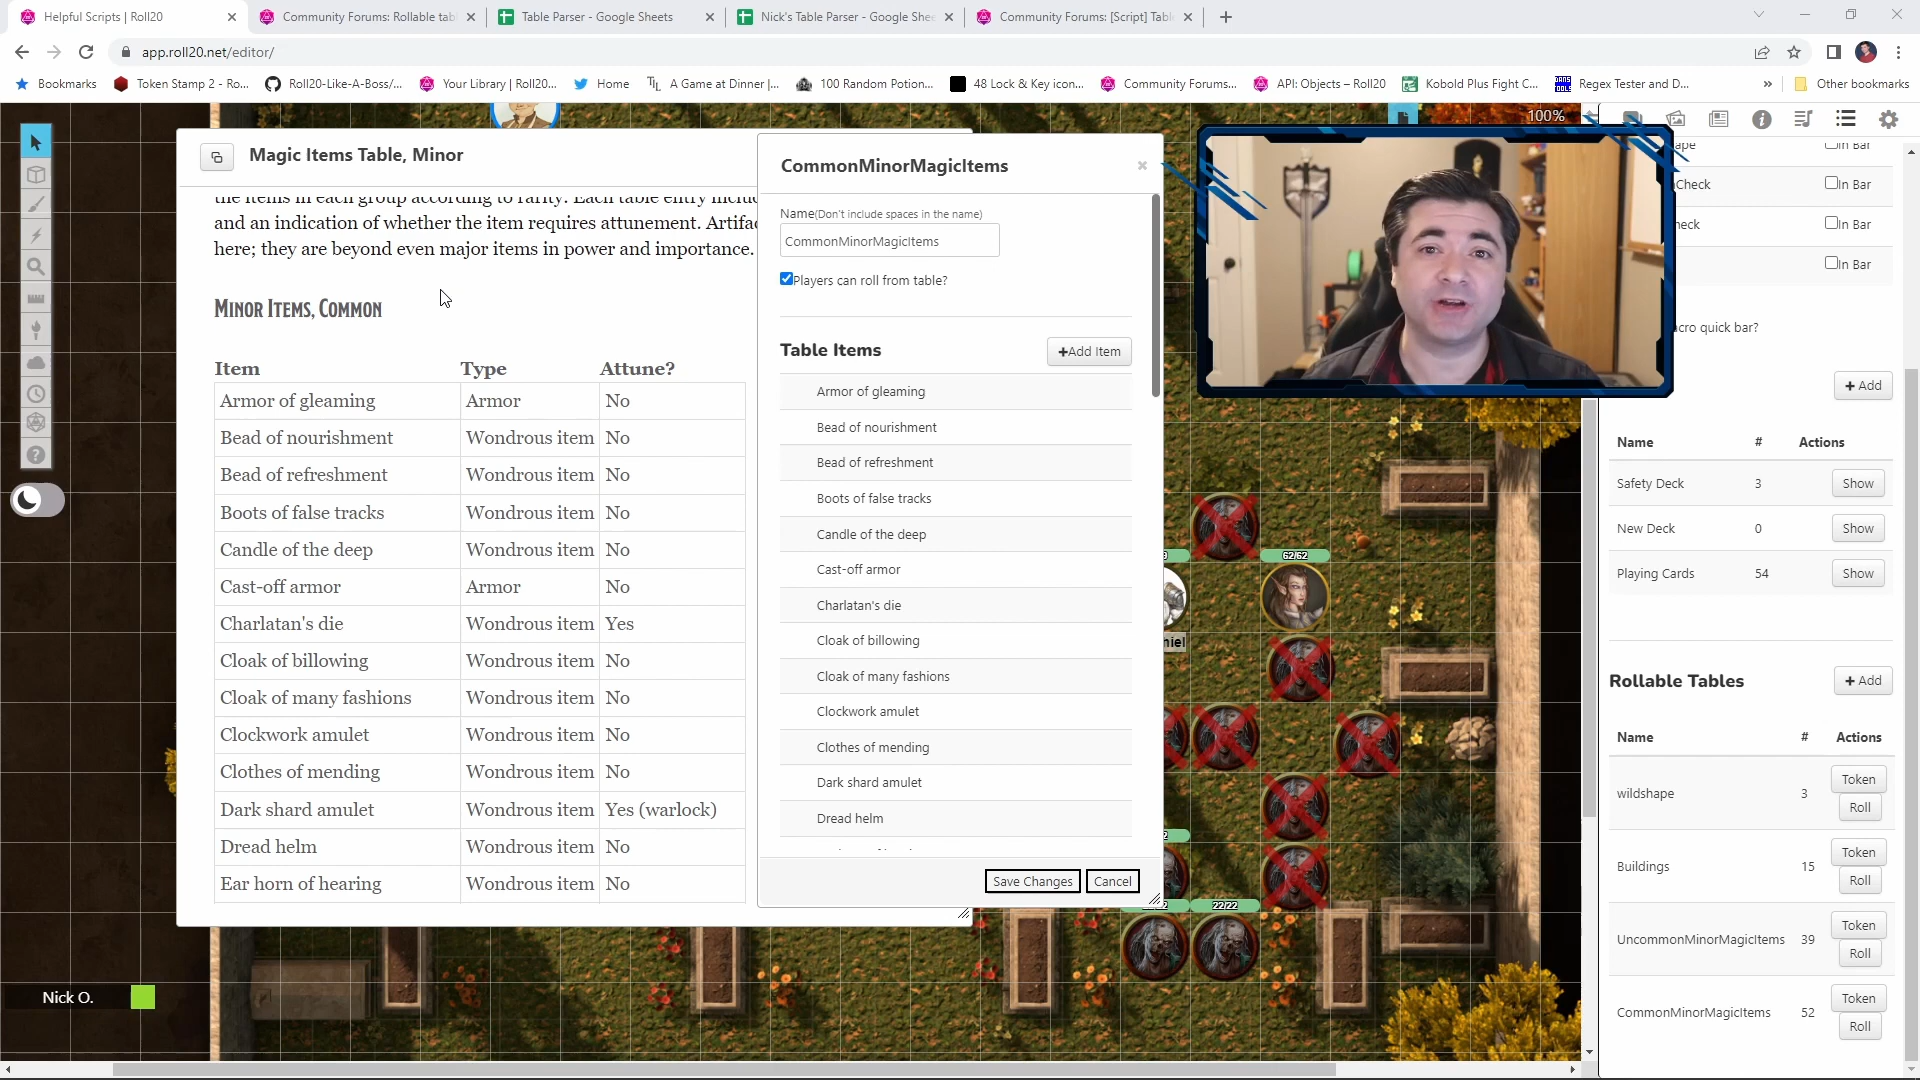 Helpful Scripts | Roll20
Community Forums: Rollable tab
Table Parser - Google Sheets
Nick's Table Parser - Google She
Community Forums: [Script] Tabl
app.roll20.net/editor/
Bookmarks
Token Stamp 2 - Ro...
Roll20-Like-A-Boss/...
Your Library | Roll20...
Home
A Game at Dinner |...
100 Random Potion...
48 Lock & Key icon...
Community Forums...
API: Objects – Roll20
Kobold Plus Fight C...
Regex Tester and D...
Other bookmarks
100%
Magic Items Table, Minor
the items in each group according to rarity. Each table entry inclu
and an indication of whether the item requires attunement. Artifa
here; they are beyond even major items in power and importance.
Minor Items, Common
Item Type Attune?
Armor of gleaming Armor No
Bead of nourishment Wondrous item No
Bead of refreshment Wondrous item No
Boots of false tracks Wondrous item No
Candle of the deep Wondrous item No
Cast-off armor Armor No
Charlatan's die Wondrous item Yes
Cloak of billowing Wondrous item No
Cloak of many fashions Wondrous item No
Clockwork amulet Wondrous item No
Clothes of mending Wondrous item No
Dark shard amulet Wondrous item Yes (warlock)
Dread helm Wondrous item No
Ear horn of hearing Wondrous item No
CommonMinorMagicItems
Name(Don't include spaces in the name)
CommonMinorMagicItems
Players can roll from table?
Table Items
+Add Item
Armor of gleaming
Bead of nourishment
Bead of refreshment
Boots of false tracks
Candle of the deep
Cast-off armor
Charlatan's die
Cloak of billowing
Cloak of many fashions
Clockwork amulet
Clothes of mending
Dark shard amulet
Dread helm
Save Changes
Cancel
62/62
hiel
22/22
Nick O.
ape In Bar
Check In Bar
heck In Bar
In Bar
cro quick bar?
+ Add
Name # Actions
Safety Deck 3 Show
New Deck 0 Show
Playing Cards 54 Show
Rollable Tables + Add
Name # Actions
wildshape 3 Token Roll
Buildings 15 Token Roll
UncommonMinorMagicItems 39 Token Roll
CommonMinorMagicItems 52 Token Roll